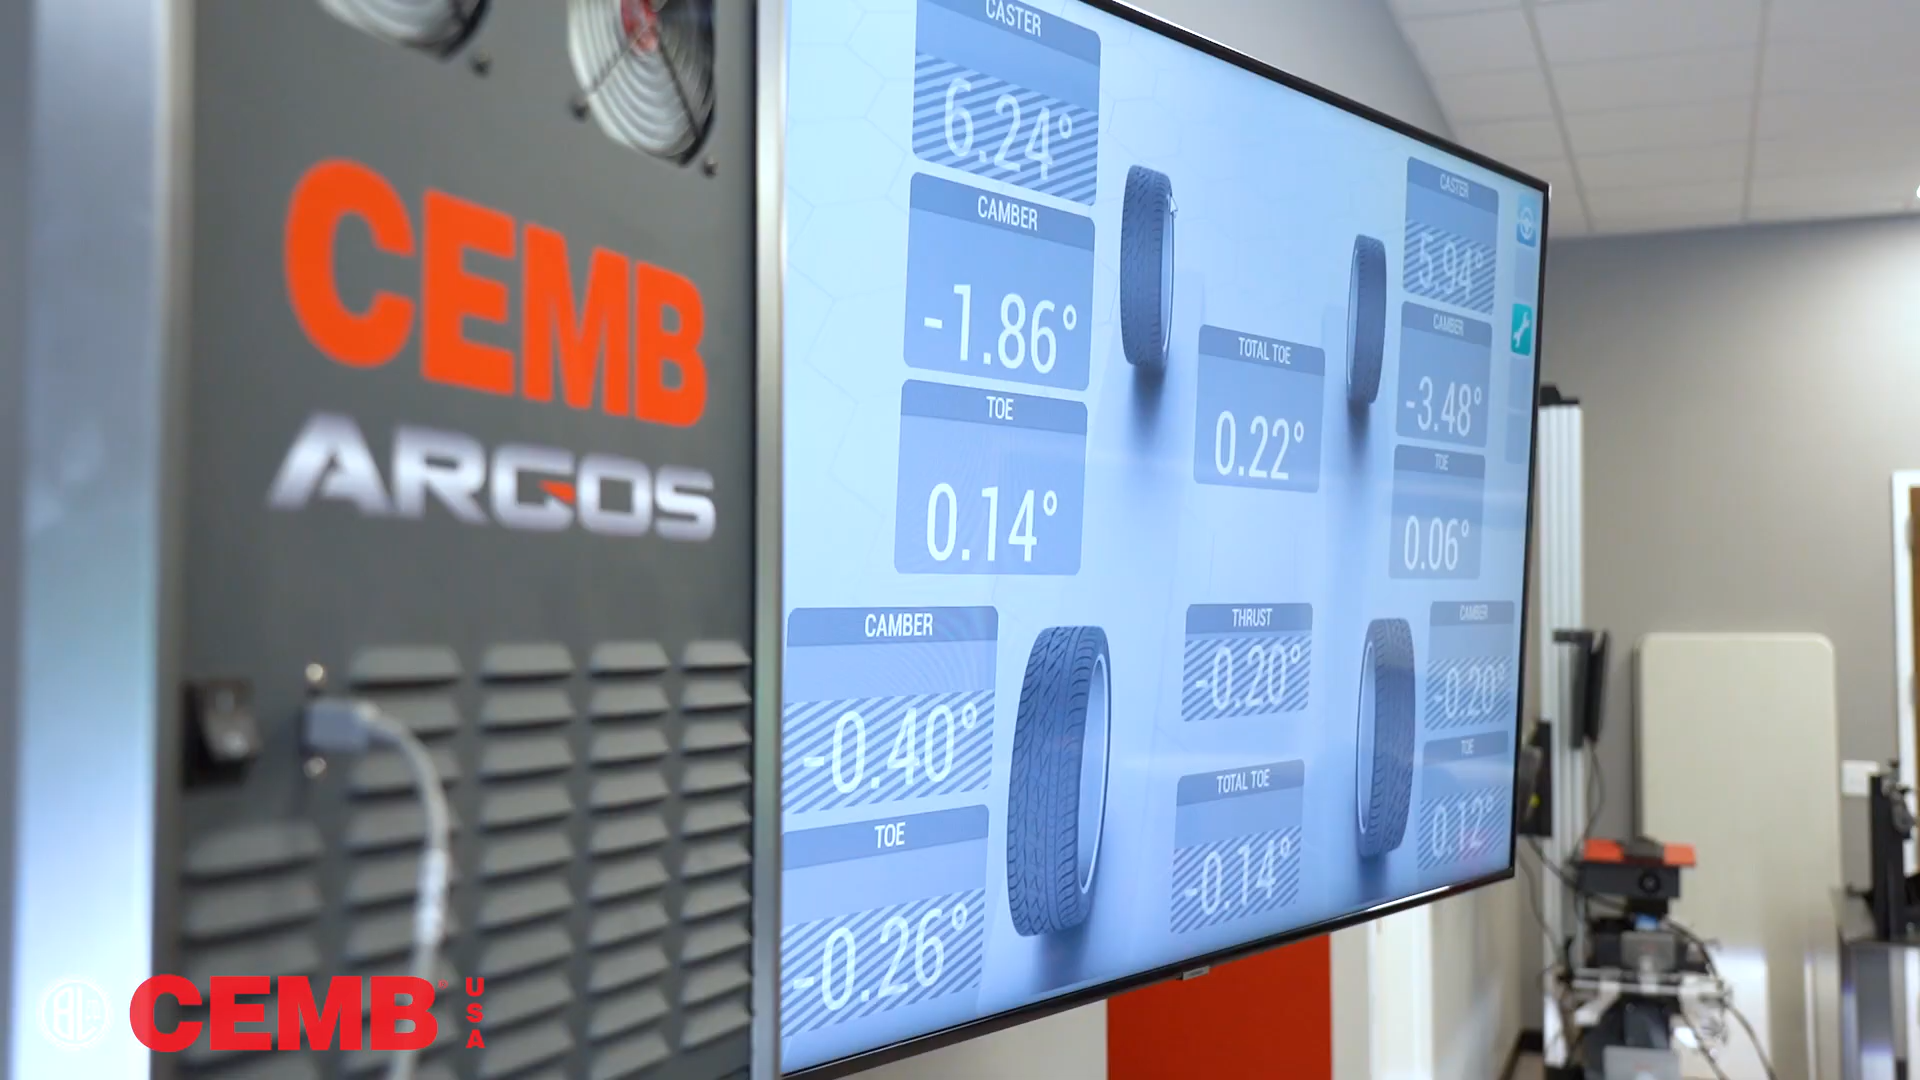 CEMB
ARGOS
CASTER
6.24°
CAMBER
-1.86°
TOE
0.14°
TOTAL TOE
0.22°
CASTER
5.94°
CAMBER
-3.48°
TOE
0.06°
CAMBER
-0.40°
TOE
-0.26°
THRUST
-0.20°
TOTAL TOE
-0.14°
CAMBER
-0.20°
TOE
0.12°
CEMB
USA